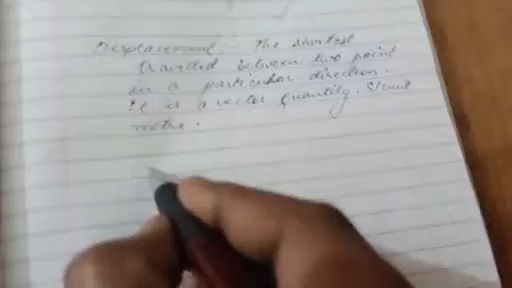 Displacement. The shortest
travelled between two point
in a particular direction.
It is a vector quantity. SI unit
metre.